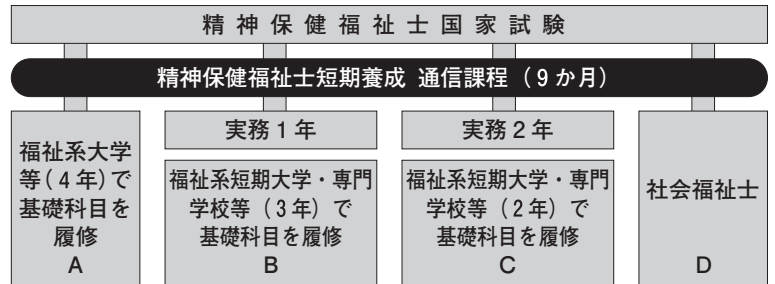 精神保健福祉士国家試験
精神保健福祉士短期養成 通信課程（9か月）
福祉系大学
等（4年）で
基礎科目を
履修
A
実務1年
福祉系短期大学・専門
学校等（3年）で
基礎科目を履修
B
実務2年
福祉系短期大学・専門
学校等（2年）で
基礎科目を履修
C
社会福祉士
D